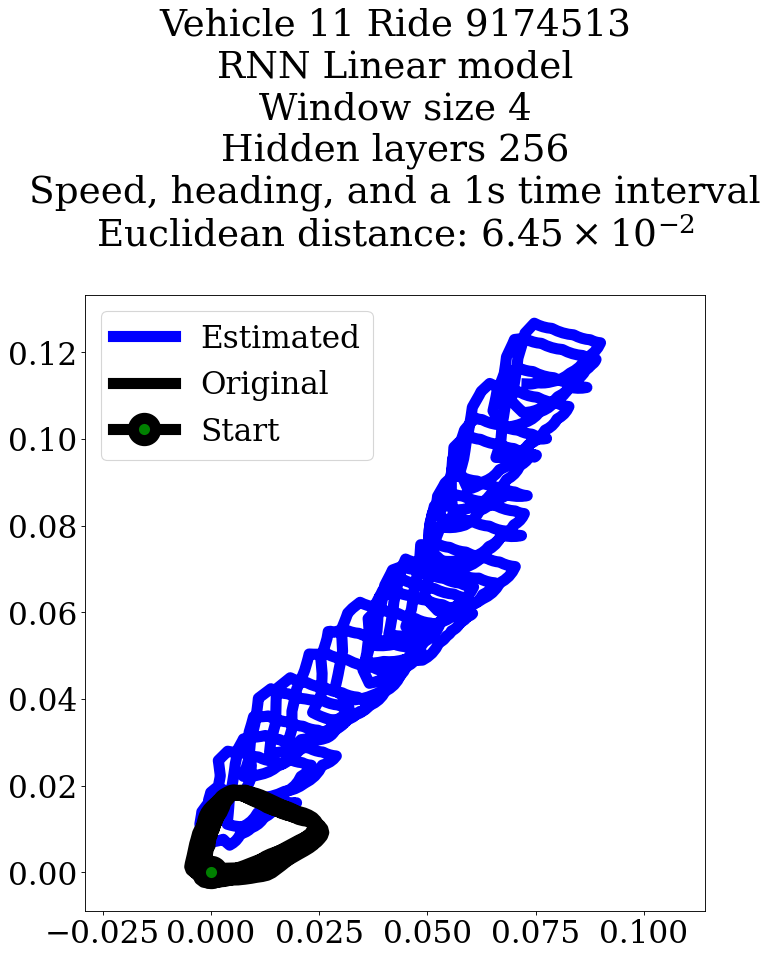 Vehicle 11 Ride 9174513
RNN Linear model
Window size 4
Hidden layers 256
Speed, heading, and a 1s time interval
Euclidean distance: 6.45 × 10⁻²
Estimated
Original
Start
0.12
0.10
0.08
0.06
0.04
0.02
0.00
−0.025 0.000 0.025 0.050 0.075 0.100